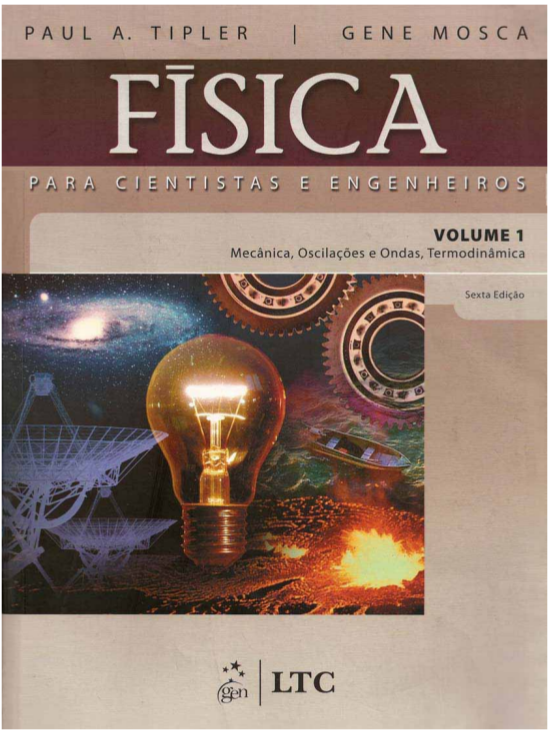 PAUL A. TIPLER | GENE MOSCA
FÍSICA
PARA CIENTISTAS E ENGENHEIROS
VOLUME 1
Mecânica, Oscilações e Ondas, Termodinâmica
Sexta Edição
gen | LTC